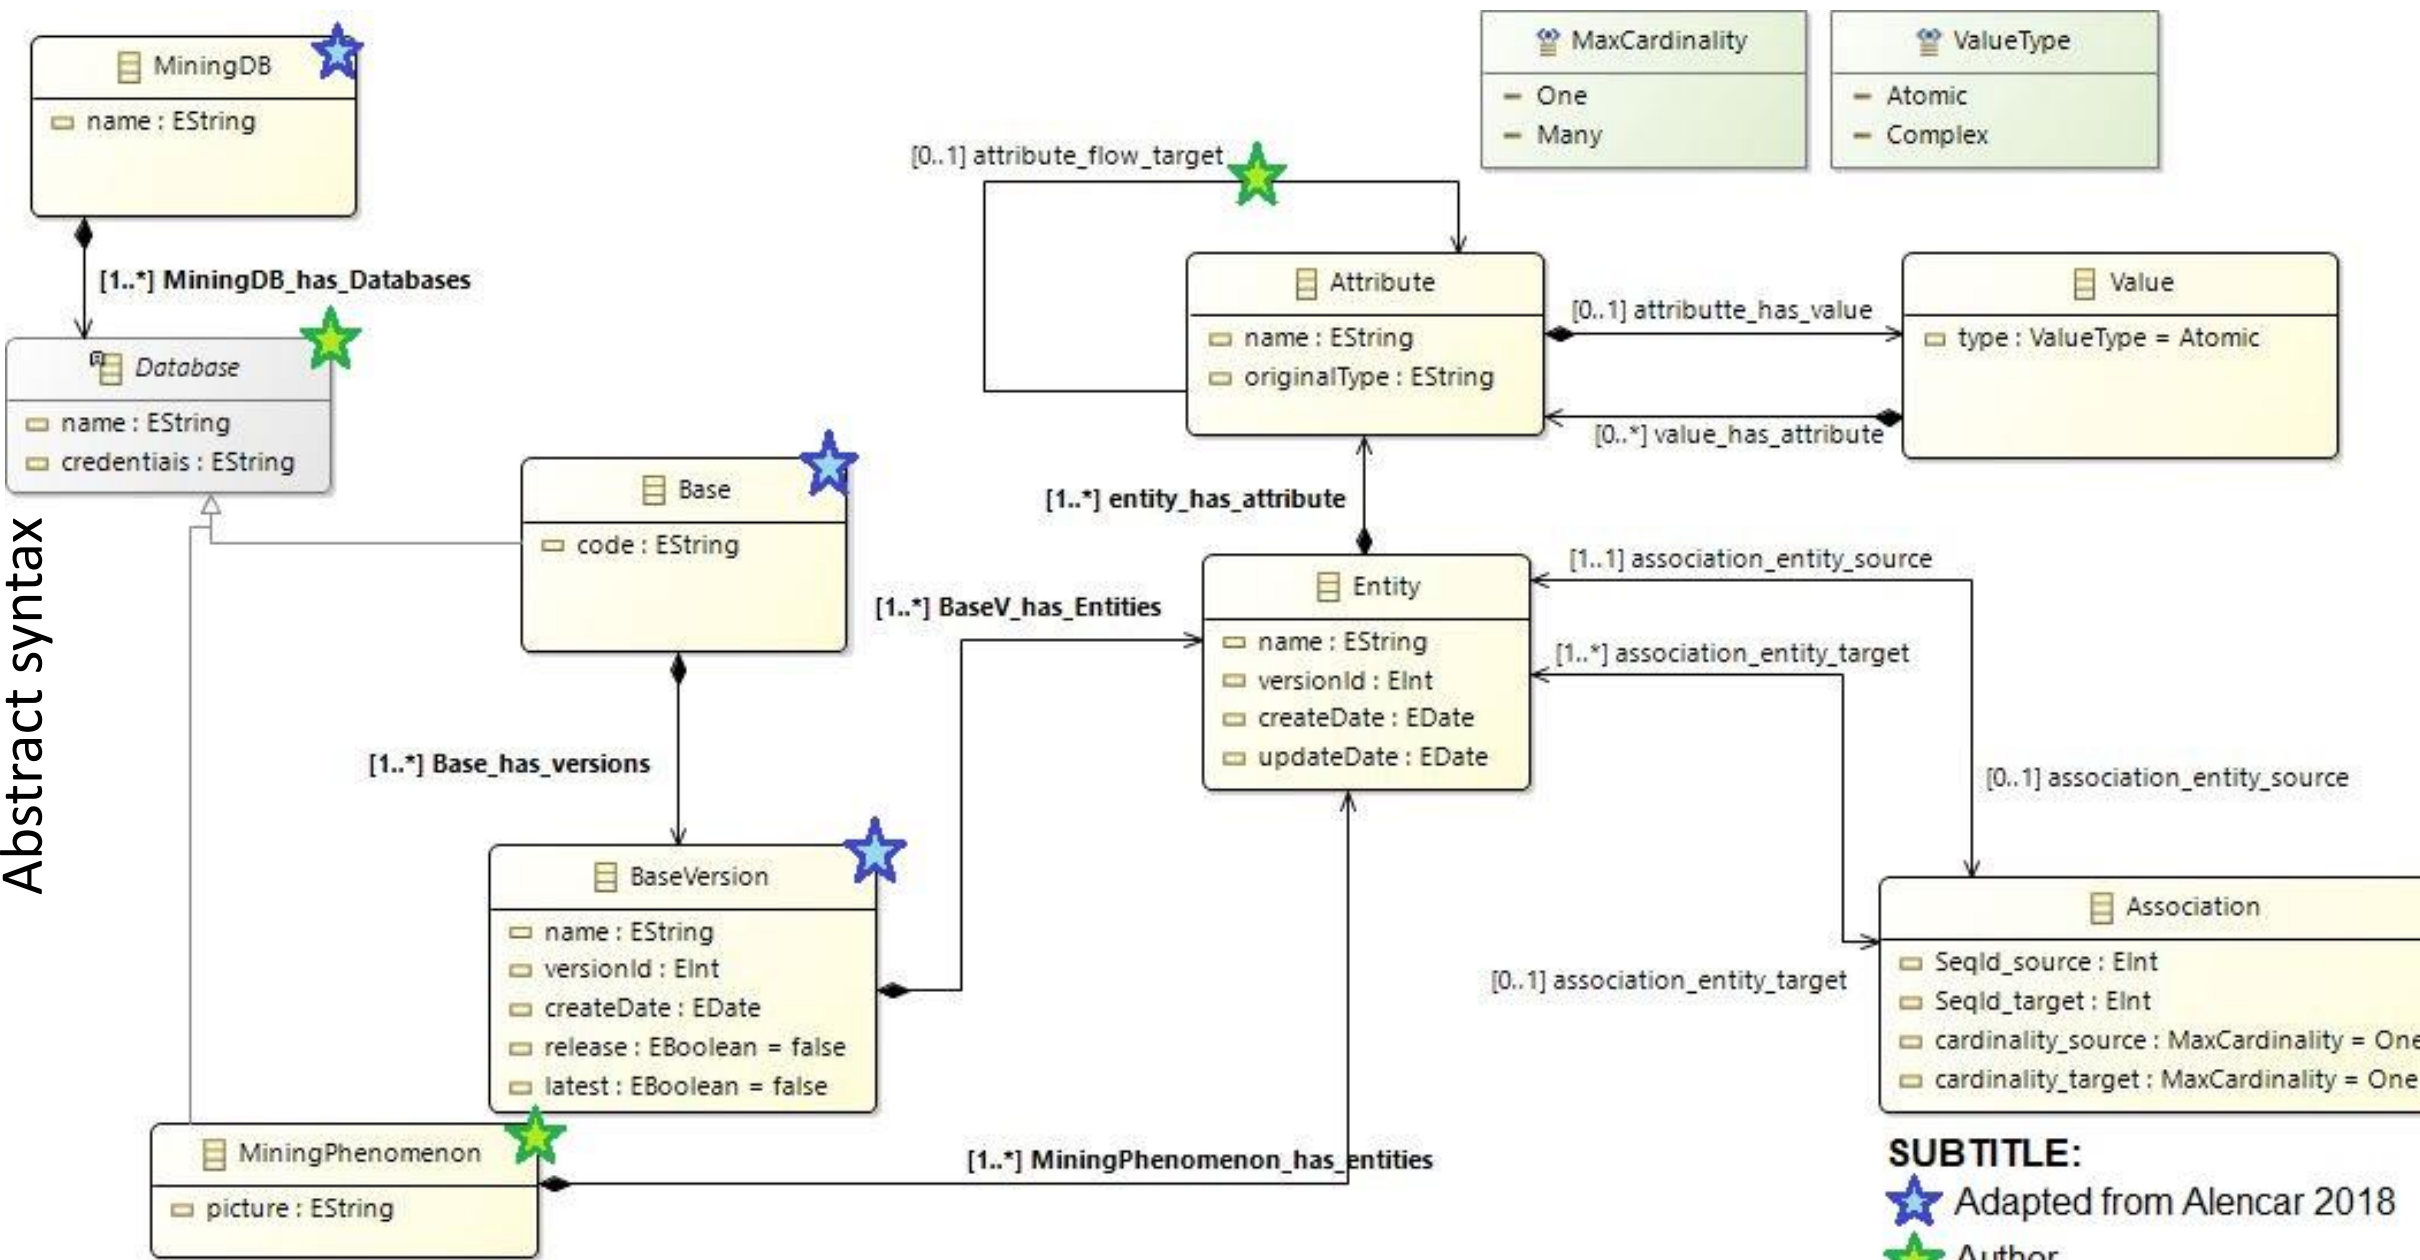 Abstract syntax
MiningDB
name : EString
[1..*] MiningDB_has_Databases
Database
name : EString
credentiais : EString
Base
code : EString
[1..*] Base_has_versions
BaseVersion
name : EString
versionId : EInt
createDate : EDate
release : EBoolean = false
latest : EBoolean = false
MiningPhenomenon
picture : EString
[1..*] MiningPhenomenon_has_entities
[1..*] BaseV_has_Entities
[0..1] attribute_flow_target
Attribute
name : EString
originalType : EString
[1..*] entity_has_attribute
Entity
name : EString
versionId : EInt
createDate : EDate
updateDate : EDate
MaxCardinality
One
Many
ValueType
Atomic
Complex
[0..1] attributte_has_value
Value
type : ValueType = Atomic
[0..*] value_has_attribute
[1..1] association_entity_source
[1..*] association_entity_target
[0..1] association_entity_source
[0..1] association_entity_target
Association
SeqId_source : EInt
SeqId_target : EInt
cardinality_source : MaxCardinality = One
cardinality_target : MaxCardinality = One
SUBTITLE:
Adapted from Alencar 2018
Author